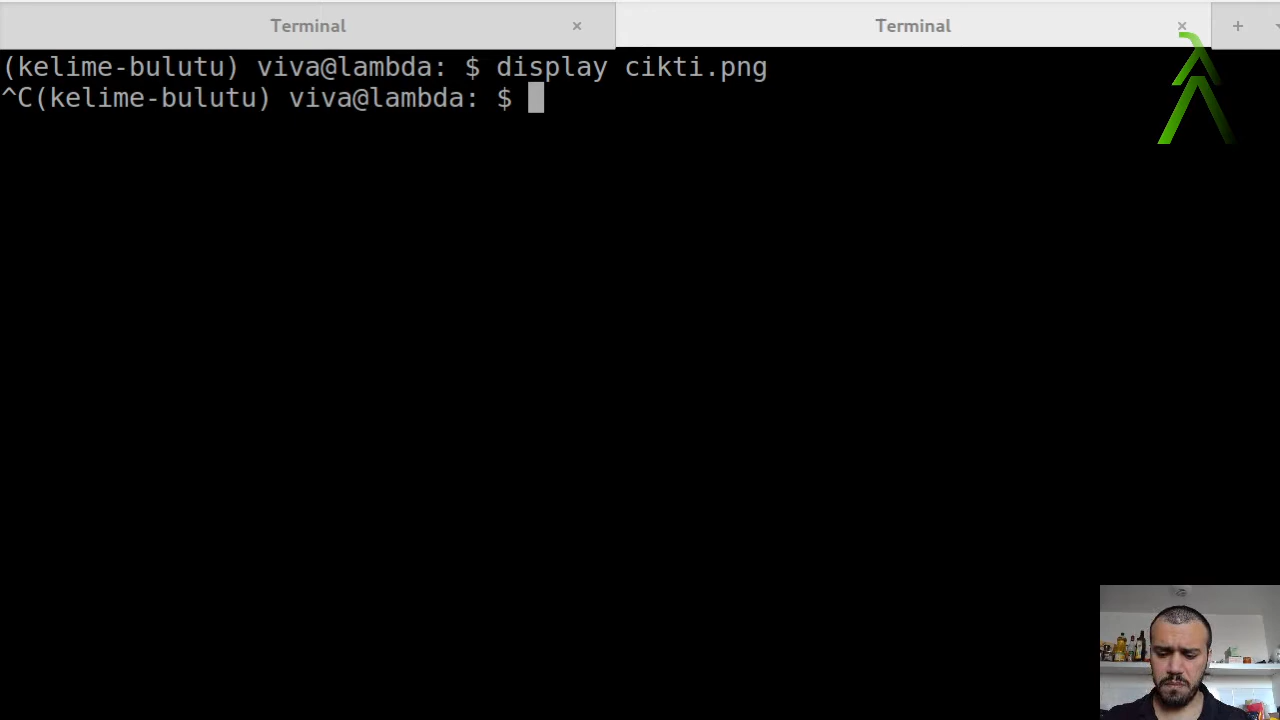 Terminal × Terminal × +
(kelime-bulutu) viva@lambda: $ display cikti.png
^C(kelime-bulutu) viva@lambda: $